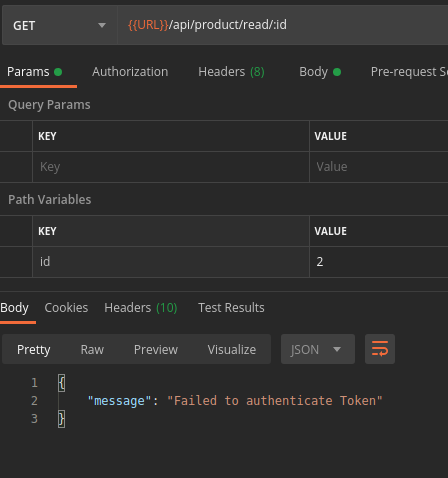 GET {{URL}}/api/product/read/:id
Params Authorization Headers (8) Body Pre-request S
Query Params
KEY VALUE
Key Value
Path Variables
KEY VALUE
id 2
Body Cookies Headers (10) Test Results
Pretty Raw Preview Visualize JSON
1 {
2 "message": "Failed to authenticate Token"
3 }